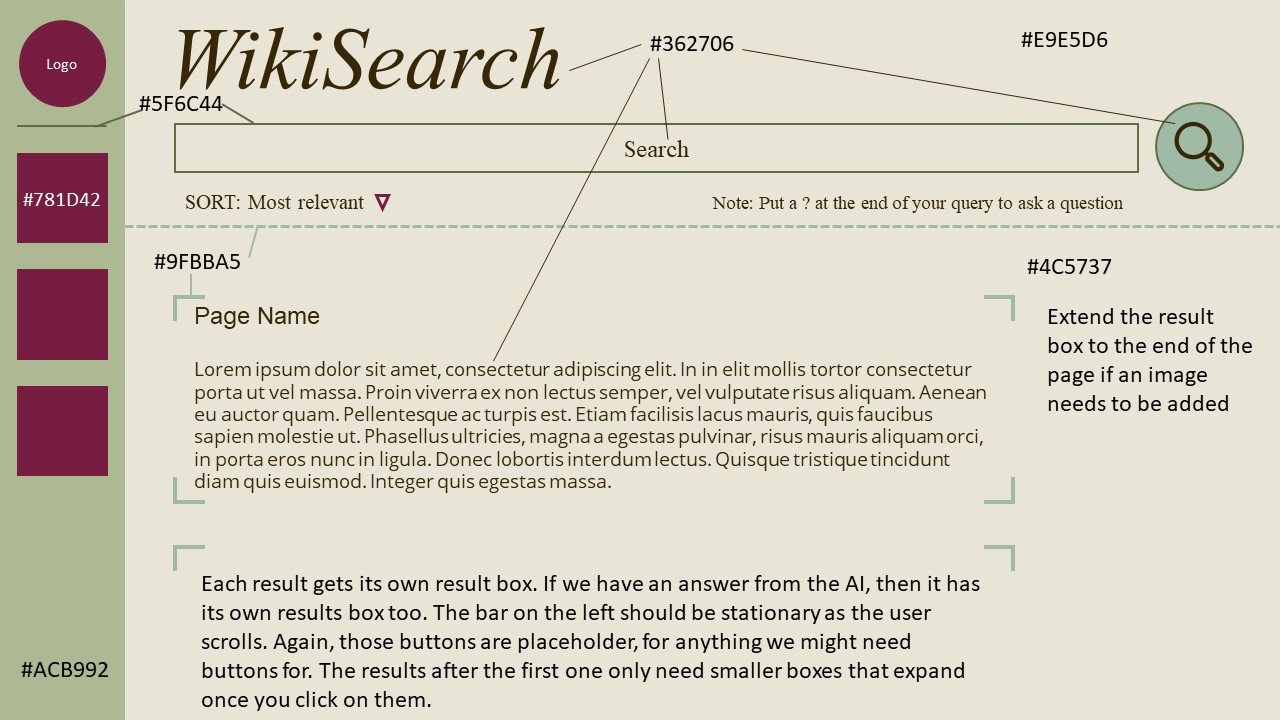 Logo
WikiSearch
#362706
#E9E5D6
#5F6C44
Search
#781D42
SORT: Most relevant
Note: Put a ? at the end of your query to ask a question
#9FBBA5
#4C5737
Page Name
Lorem ipsum dolor sit amet, consectetur adipiscing elit. In in elit mollis tortor consectetur
porta ut vel massa. Proin viverra ex non lectus semper, vel vulputate risus aliquam. Aenean
eu auctor quam. Pellentesque ac turpis est. Etiam facilisis lacus mauris, quis faucibus
sapien molestie ut. Phasellus ultricies, magna a egestas pulvinar, risus mauris aliquam orci,
in porta eros nunc in ligula. Donec lobortis interdum lectus. Quisque tristique tincidunt
diam quis euismod. Integer quis egestas massa.
Extend the result
box to the end of the
page if an image
needs to be added
Each result gets its own result box. If we have an answer from the AI, then it has
its own results box too. The bar on the left should be stationary as the user
scrolls. Again, those buttons are placeholder, for anything we might need
buttons for. The results after the first one only need smaller boxes that expand
once you click on them.
#ACB992